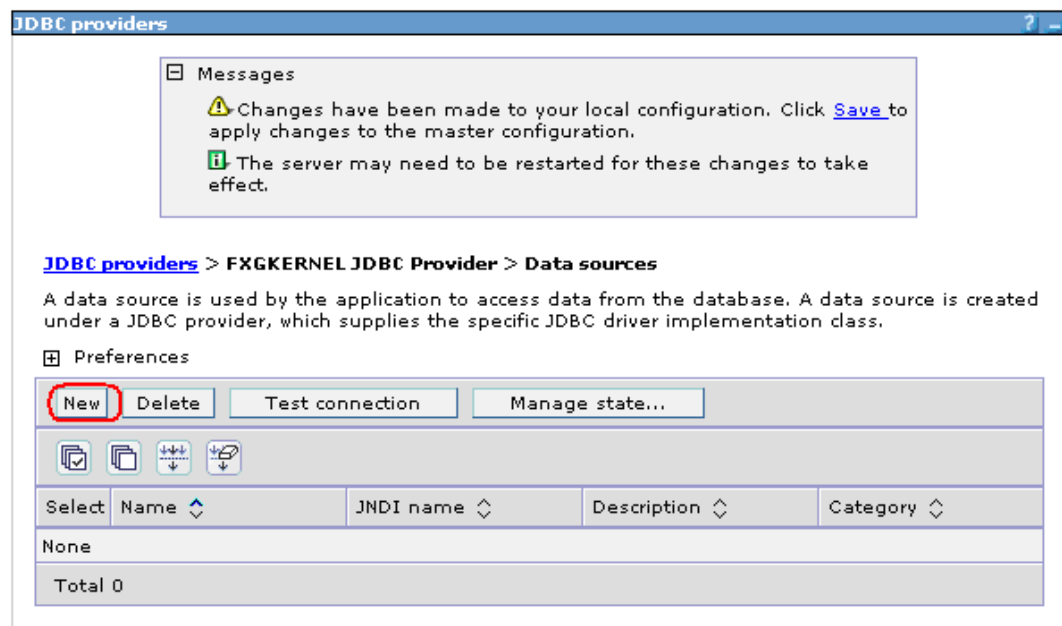 JDBC providers ? _
Messages
Changes have been made to your local configuration. Click Save to
apply changes to the master configuration.
The server may need to be restarted for these changes to take
effect.
JDBC providers > FXGKERNEL JDBC Provider > Data sources
A data source is used by the application to access data from the database. A data source is created
under a JDBC provider, which supplies the specific JDBC driver implementation class.
Preferences
New Delete Test connection Manage state...
Select Name JNDI name Description Category
None
Total 0